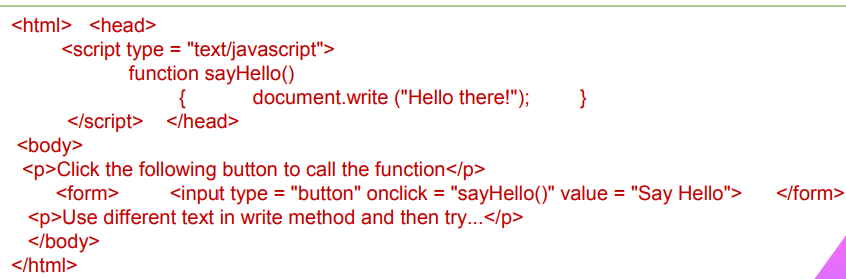 <html> <head>
<script type = "text/javascript">
function sayHello()
{ document.write ("Hello there!"); }
</script> </head>
<body>
<p>Click the following button to call the function</p>
<form> <input type = "button" onclick = "sayHello()" value = "Say Hello"> </form>
<p>Use different text in write method and then try...</p>
</body>
</html>